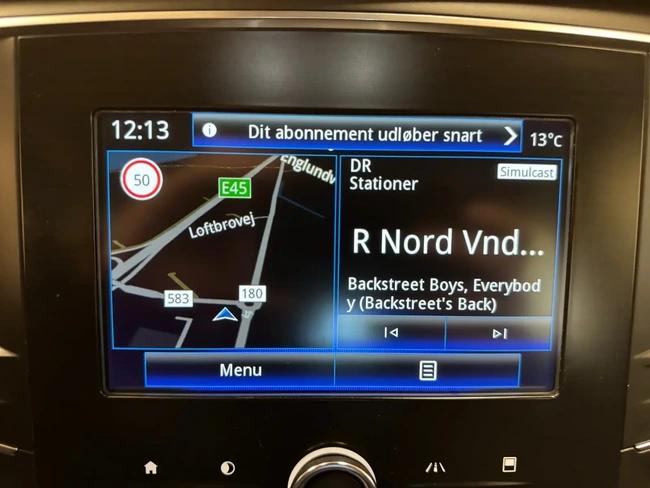 12:13
Dit abonnement udløber snart
13°C
50
E45
Loftbrovej
583
180
DR
Stationer
Simulcast
R Nord Vnd...
Backstreet Boys, Everybod
y (Backstreet's Back)
Menu